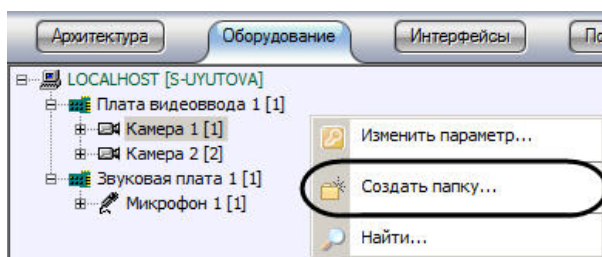 Архитектура Оборудование Интерфейсы
LOCALHOST [S-UYUTOVA]
Плата видеоввода 1 [1]
Камера 1 [1]
Камера 2 [2]
Звуковая плата 1 [1]
Микрофон 1 [1]
Изменить параметр...
Создать папку...
Найти...